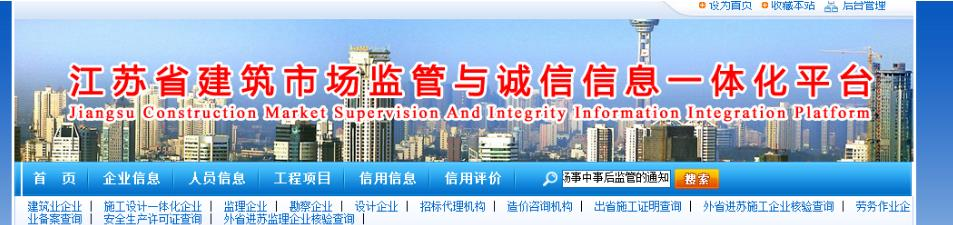 设为首页 收藏本站 后台管理
江苏省建筑市场监管与诚信信息一体化平台
Jiangsu Construction Market Supervision And Integrity Information Integration Platform
首 页 企业信息 人员信息 工程项目 信用信息 信用评价 场事中事后监管的通知 搜索
建筑业企业 | 施工设计一体化企业 | 监理企业 | 勘察企业 | 设计企业 | 招标代理机构 | 造价咨询机构 | 出省施工证明查询 | 外省进苏施工企业核验查询 | 劳务作业企
业备案查询 | 安全生产许可证查询 | 外省进苏监理企业核验查询 |